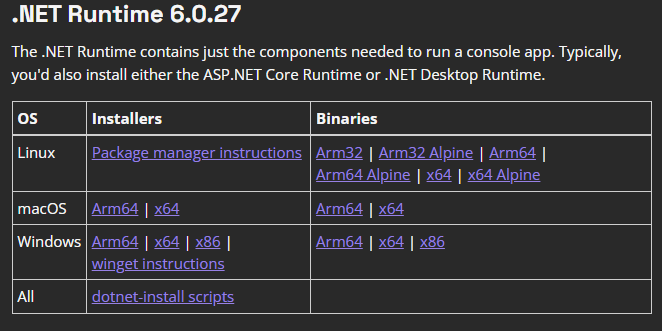 .NET Runtime 6.0.27
The .NET Runtime contains just the components needed to run a console app. Typically,
you'd also install either the ASP.NET Core Runtime or .NET Desktop Runtime.
OS Installers Binaries
Linux Package manager instructions Arm32 | Arm32 Alpine | Arm64 |
Arm64 Alpine | x64 | x64 Alpine
macOS Arm64 | x64 Arm64 | x64
Windows Arm64 | x64 | x86 | Arm64 | x64 | x86
winget instructions
All dotnet-install scripts